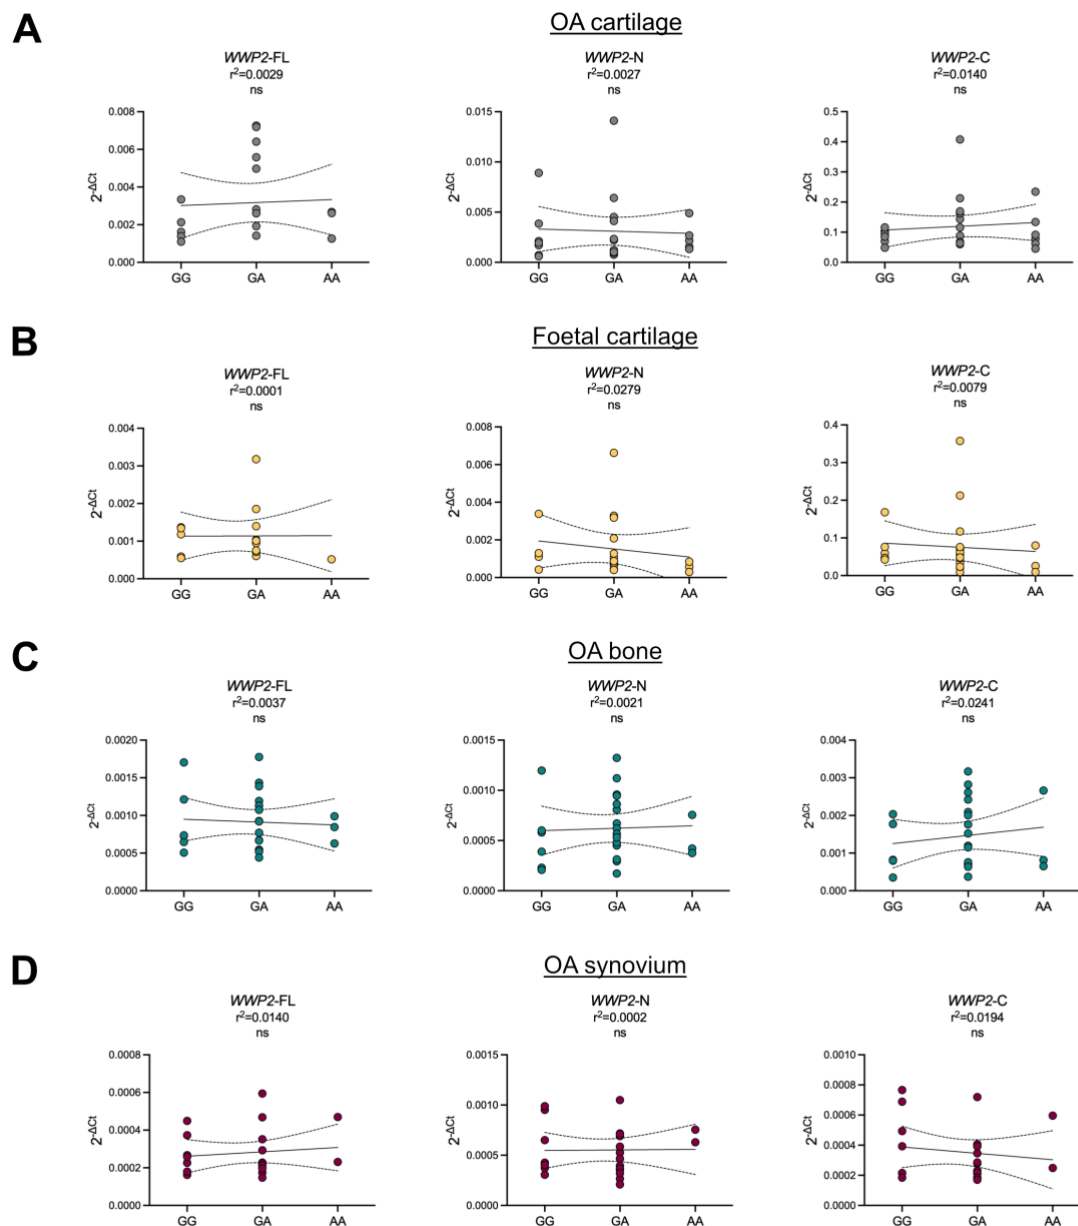 A
OA cartilage
WWP2-FL
r²=0.0029
ns
0.008
0.006
0.004
0.002
0.000
2^-ΔCt
GG GA AA
WWP2-N
r²=0.0027
ns
0.015
0.010
0.005
0.000
2^-ΔCt
GG GA AA
WWP2-C
r²=0.0140
ns
0.5
0.4
0.3
0.2
0.1
0.0
2^-ΔCt
GG GA AA
B
Foetal cartilage
WWP2-FL
r²=0.0001
ns
0.004
0.003
0.002
0.001
0.000
2^-ΔCt
GG GA AA
WWP2-N
r²=0.0279
ns
0.008
0.006
0.004
0.002
0.000
2^-ΔCt
GG GA AA
WWP2-C
r²=0.0079
ns
0.4
0.3
0.2
0.1
0.0
2^-ΔCt
GG GA AA
C
OA bone
WWP2-FL
r²=0.0037
ns
0.0020
0.0015
0.0010
0.0005
0.0000
2^-ΔCt
GG GA AA
WWP2-N
r²=0.0021
ns
0.0015
0.0010
0.0005
0.0000
2^-ΔCt
GG GA AA
WWP2-C
r²=0.0241
ns
0.004
0.003
0.002
0.001
0.000
2^-ΔCt
GG GA AA
D
OA synovium
WWP2-FL
r²=0.0140
ns
0.0008
0.0006
0.0004
0.0002
0.0000
2^-ΔCt
GG GA AA
WWP2-N
r²=0.0002
ns
0.0015
0.0010
0.0005
0.0000
2^-ΔCt
GG GA AA
WWP2-C
r²=0.0194
ns
0.0010
0.0008
0.0006
0.0004
0.0002
0.0000
2^-ΔCt
GG GA AA